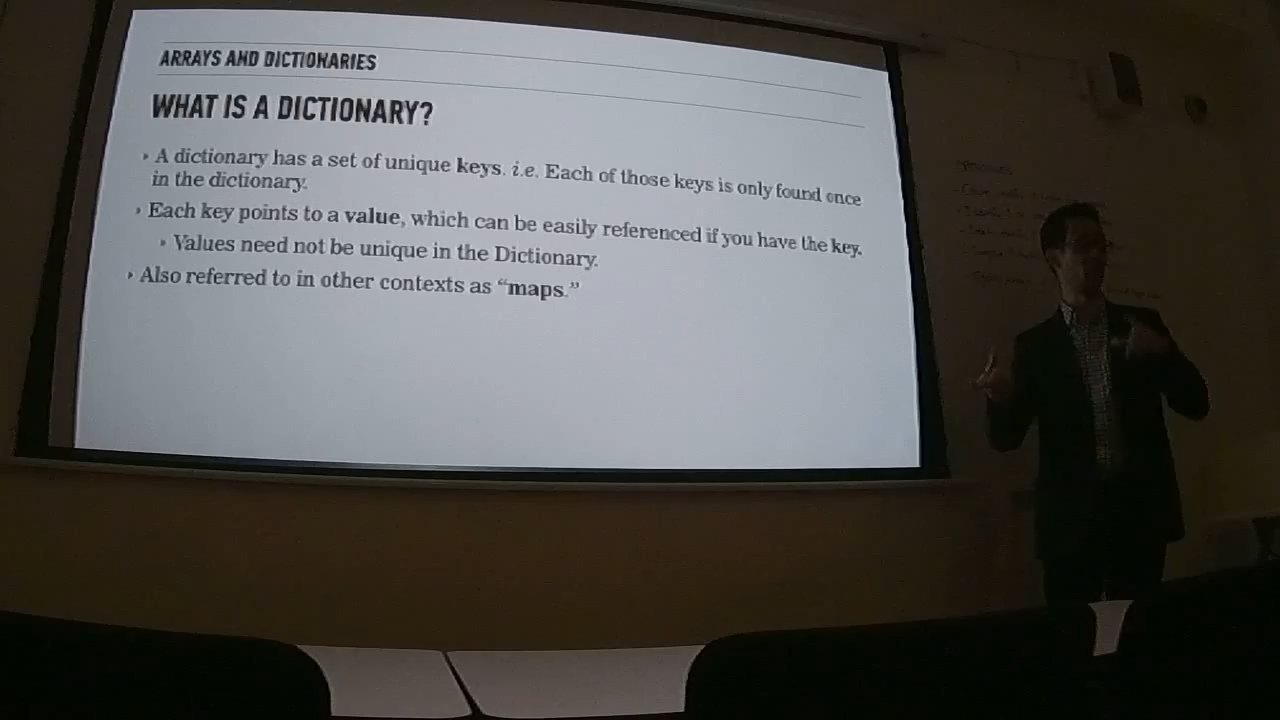 ARRAYS AND DICTIONARIES
WHAT IS A DICTIONARY?
‣ A dictionary has a set of unique keys. i.e. Each of those keys is only found once
in the dictionary.
‣ Each key points to a value, which can be easily referenced if you have the key.
‣ Values need not be unique in the Dictionary.
‣ Also referred to in other contexts as “maps.”